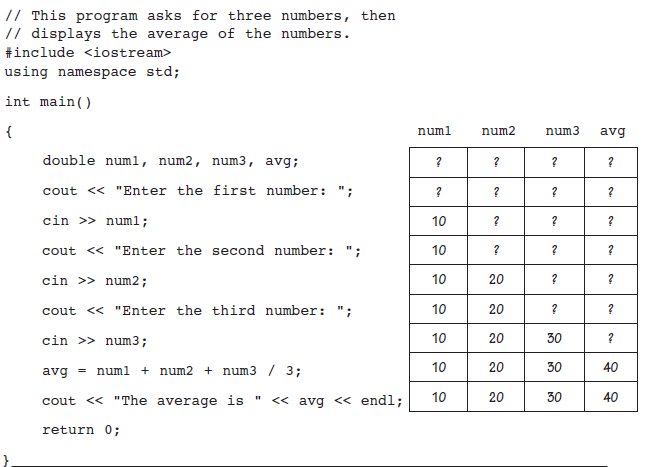 // This program asks for three numbers, then
// displays the average of the numbers.
#include <iostream>
using namespace std;
int main()
{ num1 num2 num3 avg
double num1, num2, num3, avg; ? ? ? ?
cout << "Enter the first number: "; ? ? ? ?
cin >> num1; 10 ? ? ?
cout << "Enter the second number: "; 10 ? ? ?
cin >> num2; 10 20 ? ?
cout << "Enter the third number: "; 10 20 ? ?
cin >> num3; 10 20 30 ?
avg = num1 + num2 + num3 / 3; 10 20 30 40
cout << "The average is " << avg << endl; 10 20 30 40
return 0;
}